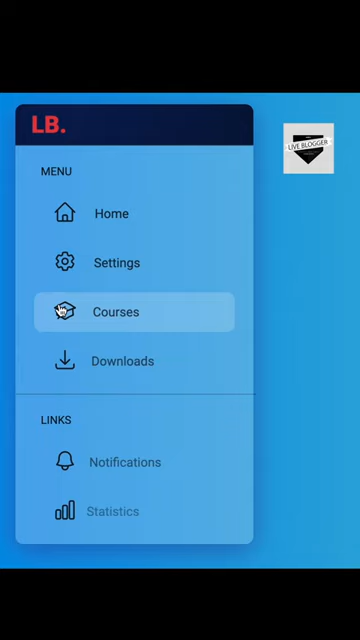 LB.
LIVE BLOGGER
MENU
Home
Settings
Courses
Downloads
LINKS
Notifications
Statistics